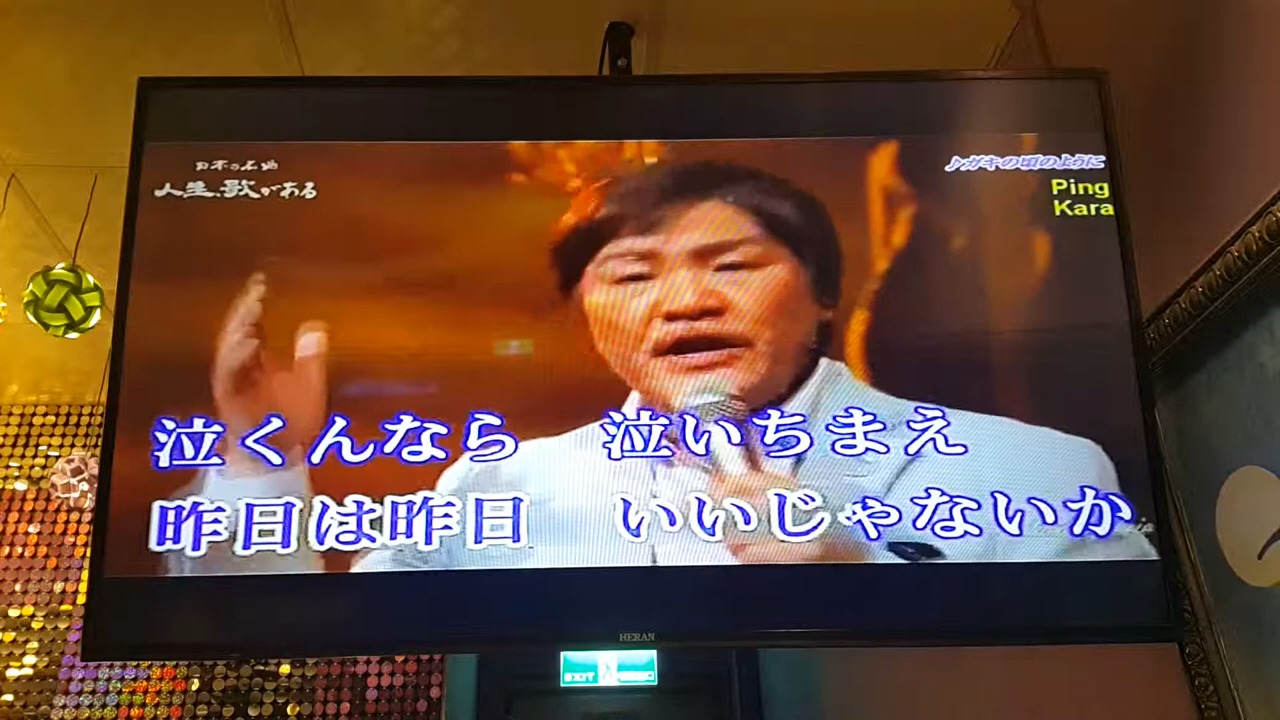 日本の名曲
人生、歌がある
♪ガキの頃のように
Ping
Kara
泣くんなら　泣いちまえ
昨日は昨日　いいじゃないか
HERAN
EXIT